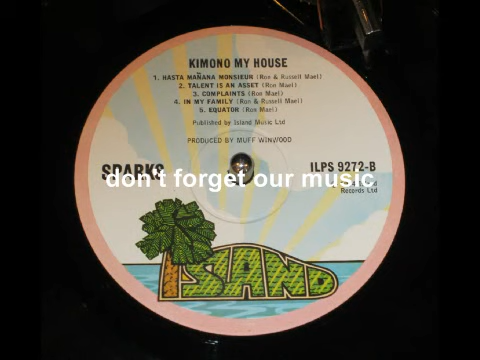 KIMONO MY HOUSE
1. HASTA MAÑANA MONSIEUR (Ron & Russell Mael)
2. TALENT IS AN ASSET (Ron Mael)
3. COMPLAINTS (Ron Mael)
4. IN MY FAMILY (Ron & Russell Mael)
5. EQUATOR (Ron Mael)
Published by Island Music Ltd
PRODUCED BY MUFF WINWOOD
SPARKS
ILPS 9272-B
don't forget our music
Records Ltd
ISLAND